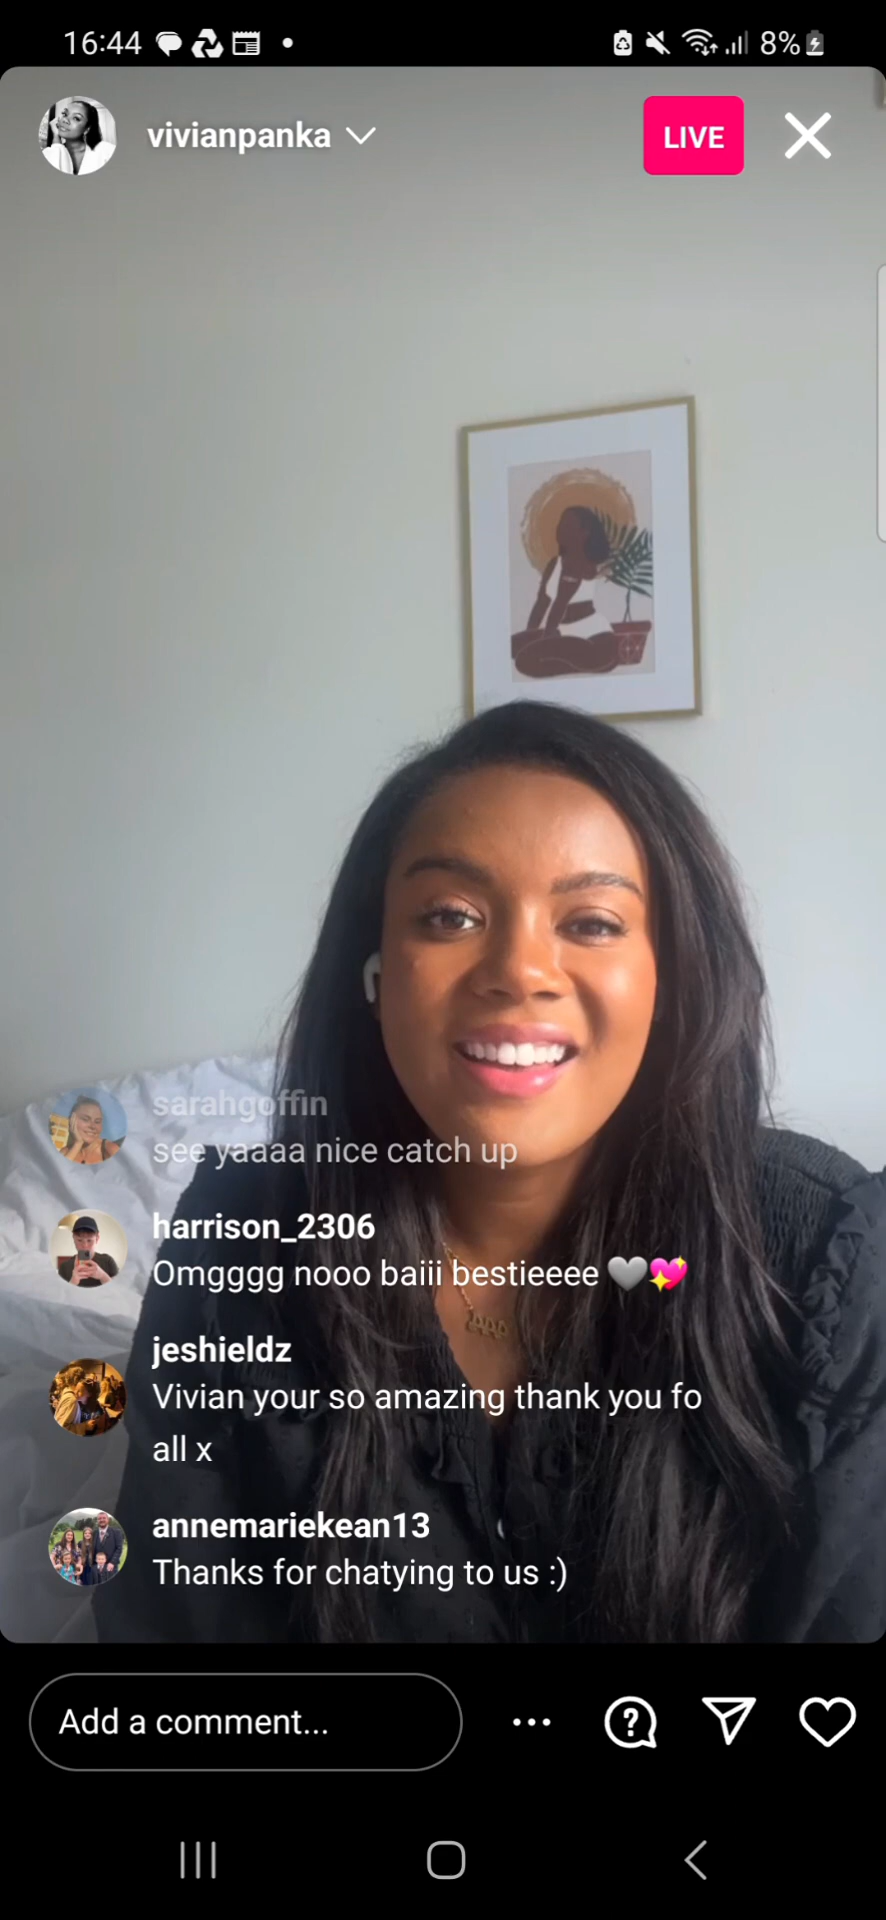 16:44
8%
vivianpanka
LIVE
sarahgoffin
see yaaaa nice catch up
harrison_2306
Omgggg nooo baiii bestieeee 🤍💖
jeshieldz
Vivian your so amazing thank you fo
all x
annemariekean13
Thanks for chatying to us :)
Add a comment...